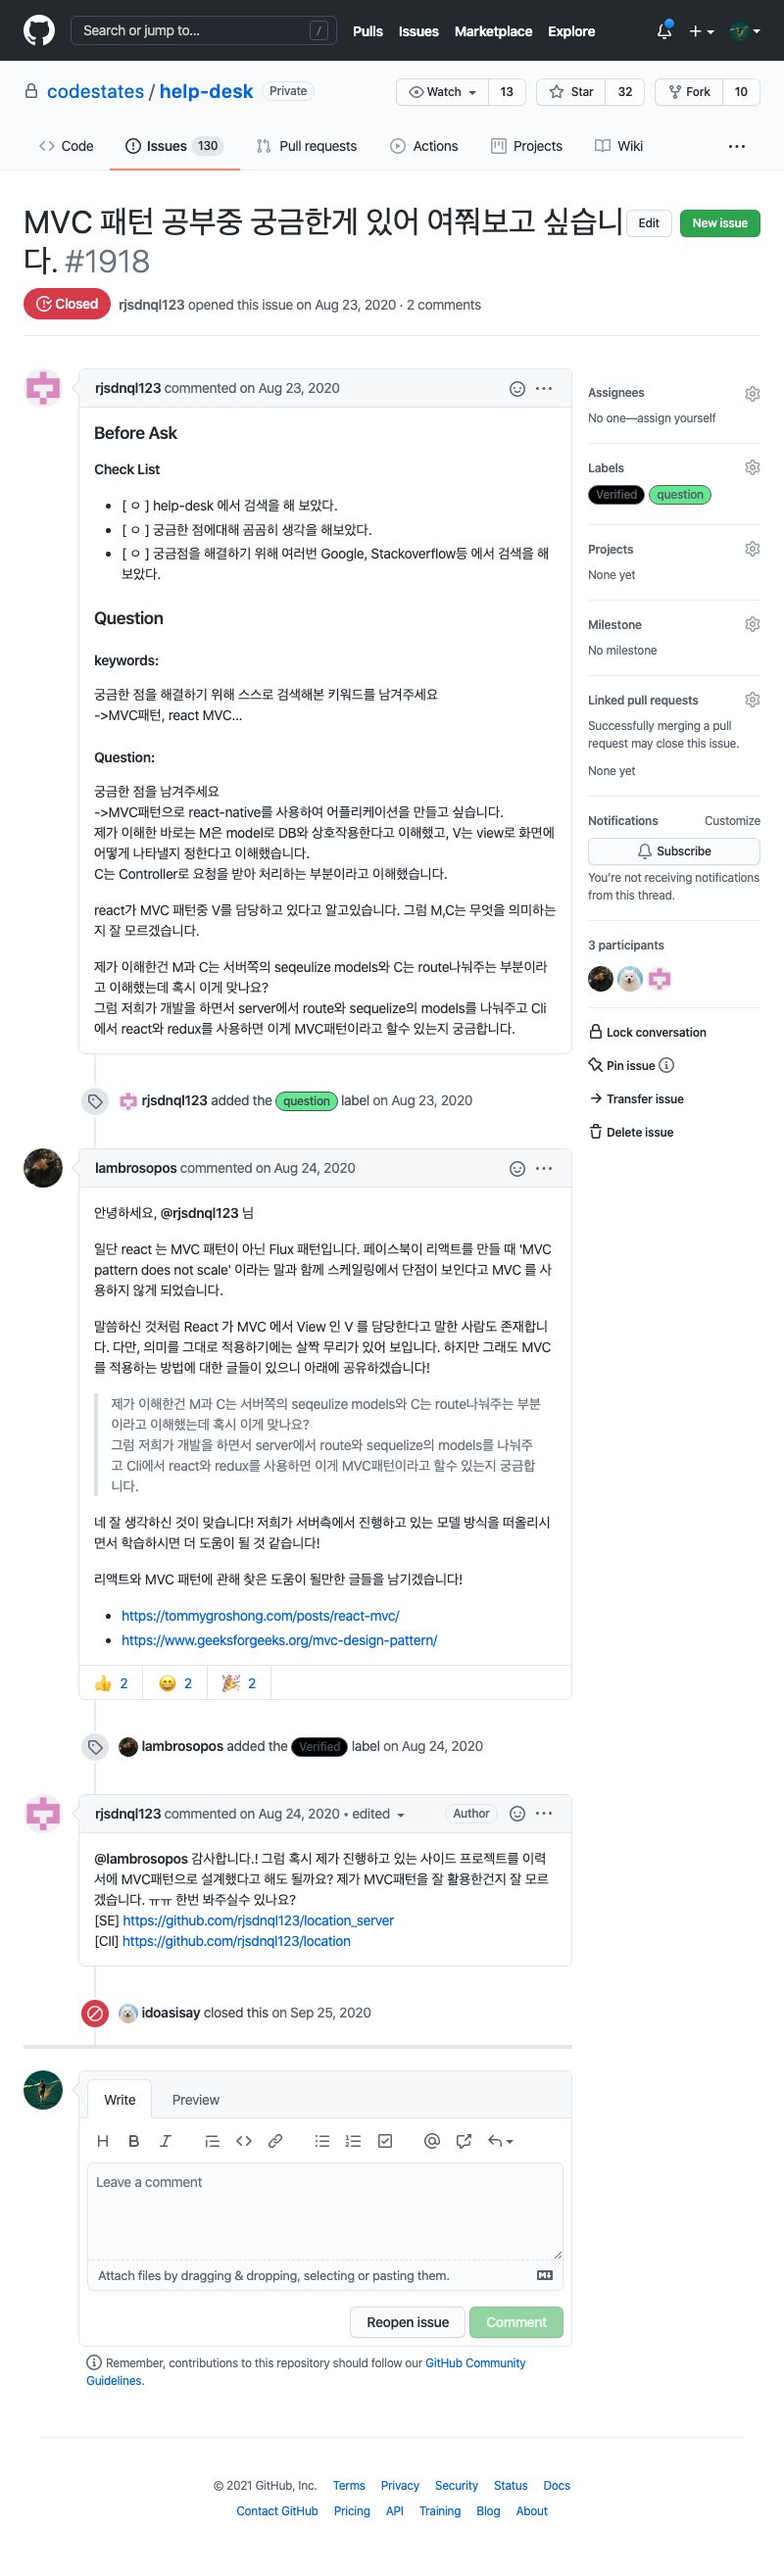 Search or jump to...
/
Pulls Issues Marketplace Explore
codestates / help-desk Private
Watch 13 Star 32 Fork 10
Code Issues 130 Pull requests Actions Projects Wiki
MVC 패턴 공부중 궁금한게 있어 여쭤보고 싶습니
다. #1918
Edit New issue
Closed rjsdnql123 opened this issue on Aug 23, 2020 · 2 comments
rjsdnql123 commented on Aug 23, 2020
Before Ask
Check List
• [ ㅇ ] help-desk 에서 검색을 해 보았다.
• [ ㅇ ] 궁금한 점에대해 곰곰히 생각을 해보았다.
• [ ㅇ ] 궁금점을 해결하기 위해 여러번 Google, Stackoverflow등 에서 검색을 해
보았다.
Question
keywords:
궁금한 점을 해결하기 위해 스스로 검색해본 키워드를 남겨주세요
->MVC패턴, react MVC...
Question:
궁금한 점을 남겨주세요
->MVC패턴으로 react-native를 사용하여 어플리케이션을 만들고 싶습니다.
제가 이해한 바로는 M은 model로 DB와 상호작용한다고 이해했고, V는 view로 화면에
어떻게 나타낼지 정한다고 이해했습니다.
C는 Controller로 요청을 받아 처리하는 부분이라고 이해했습니다.
react가 MVC 패턴중 V를 담당하고 있다고 알고있습니다. 그럼 M,C는 무엇을 의미하는
지 잘 모르겠습니다.
제가 이해한건 M과 C는 서버쪽의 seqeulize models와 C는 route나눠주는 부분이라
고 이해했는데 혹시 이게 맞나요?
그럼 저희가 개발을 하면서 server에서 route와 sequelize의 models를 나눠주고 Cli
에서 react와 redux를 사용하면 이게 MVC패턴이라고 할수 있는지 궁금합니다.
Assignees
No one—assign yourself
Labels
Verified question
Projects
None yet
Milestone
No milestone
Linked pull requests
Successfully merging a pull
request may close this issue.
None yet
Notifications Customize
Subscribe
You're not receiving notifications
from this thread.
3 participants
Lock conversation
Pin issue
Transfer issue
Delete issue
rjsdnql123 added the question label on Aug 23, 2020
lambrosopos commented on Aug 24, 2020
안녕하세요, @rjsdnql123 님
일단 react 는 MVC 패턴이 아닌 Flux 패턴입니다. 페이스북이 리액트를 만들 때 'MVC
pattern does not scale' 이라는 말과 함께 스케일링에서 단점이 보인다고 MVC 를 사
용하지 않게 되었습니다.
말씀하신 것처럼 React 가 MVC 에서 View 인 V 를 담당한다고 말한 사람도 존재합니
다. 다만, 의미를 그대로 적용하기에는 살짝 무리가 있어 보입니다. 하지만 그래도 MVC
를 적용하는 방법에 대한 글들이 있으니 아래에 공유하겠습니다!
제가 이해한건 M과 C는 서버쪽의 seqeulize models와 C는 route나눠주는 부분
이라고 이해했는데 혹시 이게 맞나요?
그럼 저희가 개발을 하면서 server에서 route와 sequelize의 models를 나눠주
고 Cli에서 react와 redux를 사용하면 이게 MVC패턴이라고 할수 있는지 궁금합
니다.
네 잘 생각하신 것이 맞습니다! 저희가 서버측에서 진행하고 있는 모델 방식을 떠올리시
면서 학습하시면 더 도움이 될 것 같습니다!
리액트와 MVC 패턴에 관해 찾은 도움이 될만한 글들을 남기겠습니다!
• https://tommygroshong.com/posts/react-mvc/
• https://www.geeksforgeeks.org/mvc-design-pattern/
👍 2 😄 2 🎉 2
lambrosopos added the Verified label on Aug 24, 2020
rjsdnql123 commented on Aug 24, 2020 • edited Author
@lambrosopos 감사합니다.! 그럼 혹시 제가 진행하고 있는 사이드 프로젝트를 이력
서에 MVC패턴으로 설계했다고 해도 될까요? 제가 MVC패턴을 잘 활용한건지 잘 모르
겠습니다. ㅠㅠ 한번 봐주실수 있나요?
[SE] https://github.com/rjsdnql123/location_server
[Cll] https://github.com/rjsdnql123/location
idoasisay closed this on Sep 25, 2020
Write Preview
Leave a comment
Attach files by dragging & dropping, selecting or pasting them.
Reopen issue Comment
Remember, contributions to this repository should follow our GitHub Community
Guidelines.
© 2021 GitHub, Inc. Terms Privacy Security Status Docs
Contact GitHub Pricing API Training Blog About